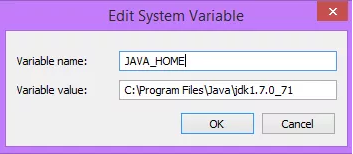 Edit System Variable
Variable name: JAVA_HOME
Variable value: C:\Program Files\Java\jdk1.7.0_71
OK Cancel